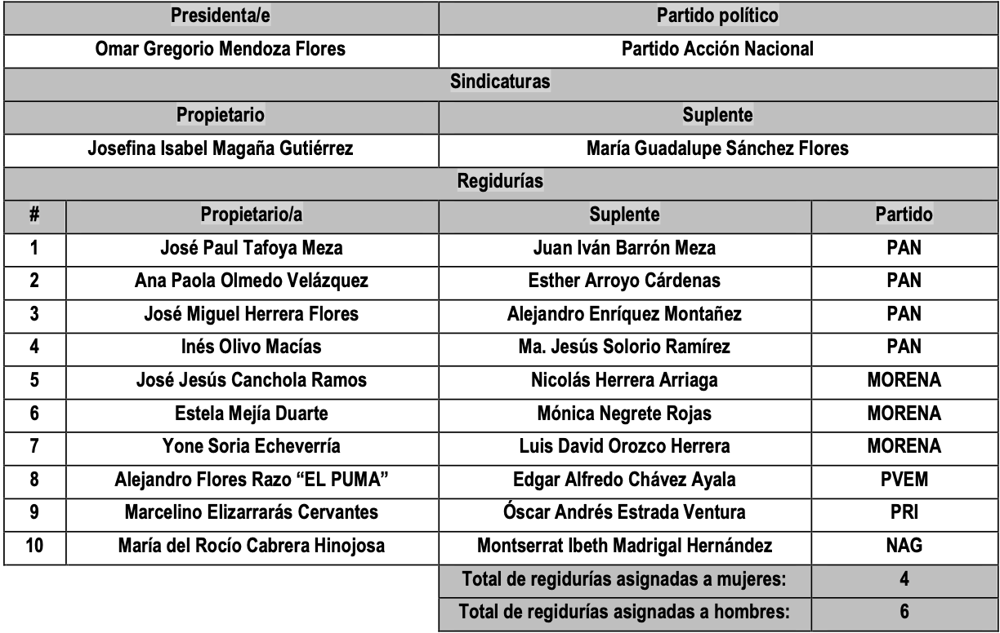 Presidenta/e Partido político
Omar Gregorio Mendoza Flores Partido Acción Nacional
Sindicaturas
Propietario Suplente
Josefina Isabel Magaña Gutiérrez María Guadalupe Sánchez Flores
Regidurías
# Propietario/a Suplente Partido
1 José Paul Tafoya Meza Juan Iván Barrón Meza PAN
2 Ana Paola Olmedo Velázquez Esther Arroyo Cárdenas PAN
3 José Miguel Herrera Flores Alejandro Enríquez Montañez PAN
4 Inés Olivo Macías Ma. Jesús Solorio Ramírez PAN
5 José Jesús Canchola Ramos Nicolás Herrera Arriaga MORENA
6 Estela Mejía Duarte Mónica Negrete Rojas MORENA
7 Yone Soria Echeverría Luis David Orozco Herrera MORENA
8 Alejandro Flores Razo “EL PUMA” Edgar Alfredo Chávez Ayala PVEM
9 Marcelino Elizarrarás Cervantes Óscar Andrés Estrada Ventura PRI
10 María del Rocío Cabrera Hinojosa Montserrat Ibeth Madrigal Hernández NAG
Total de regidurías asignadas a mujeres: 4
Total de regidurías asignadas a hombres: 6